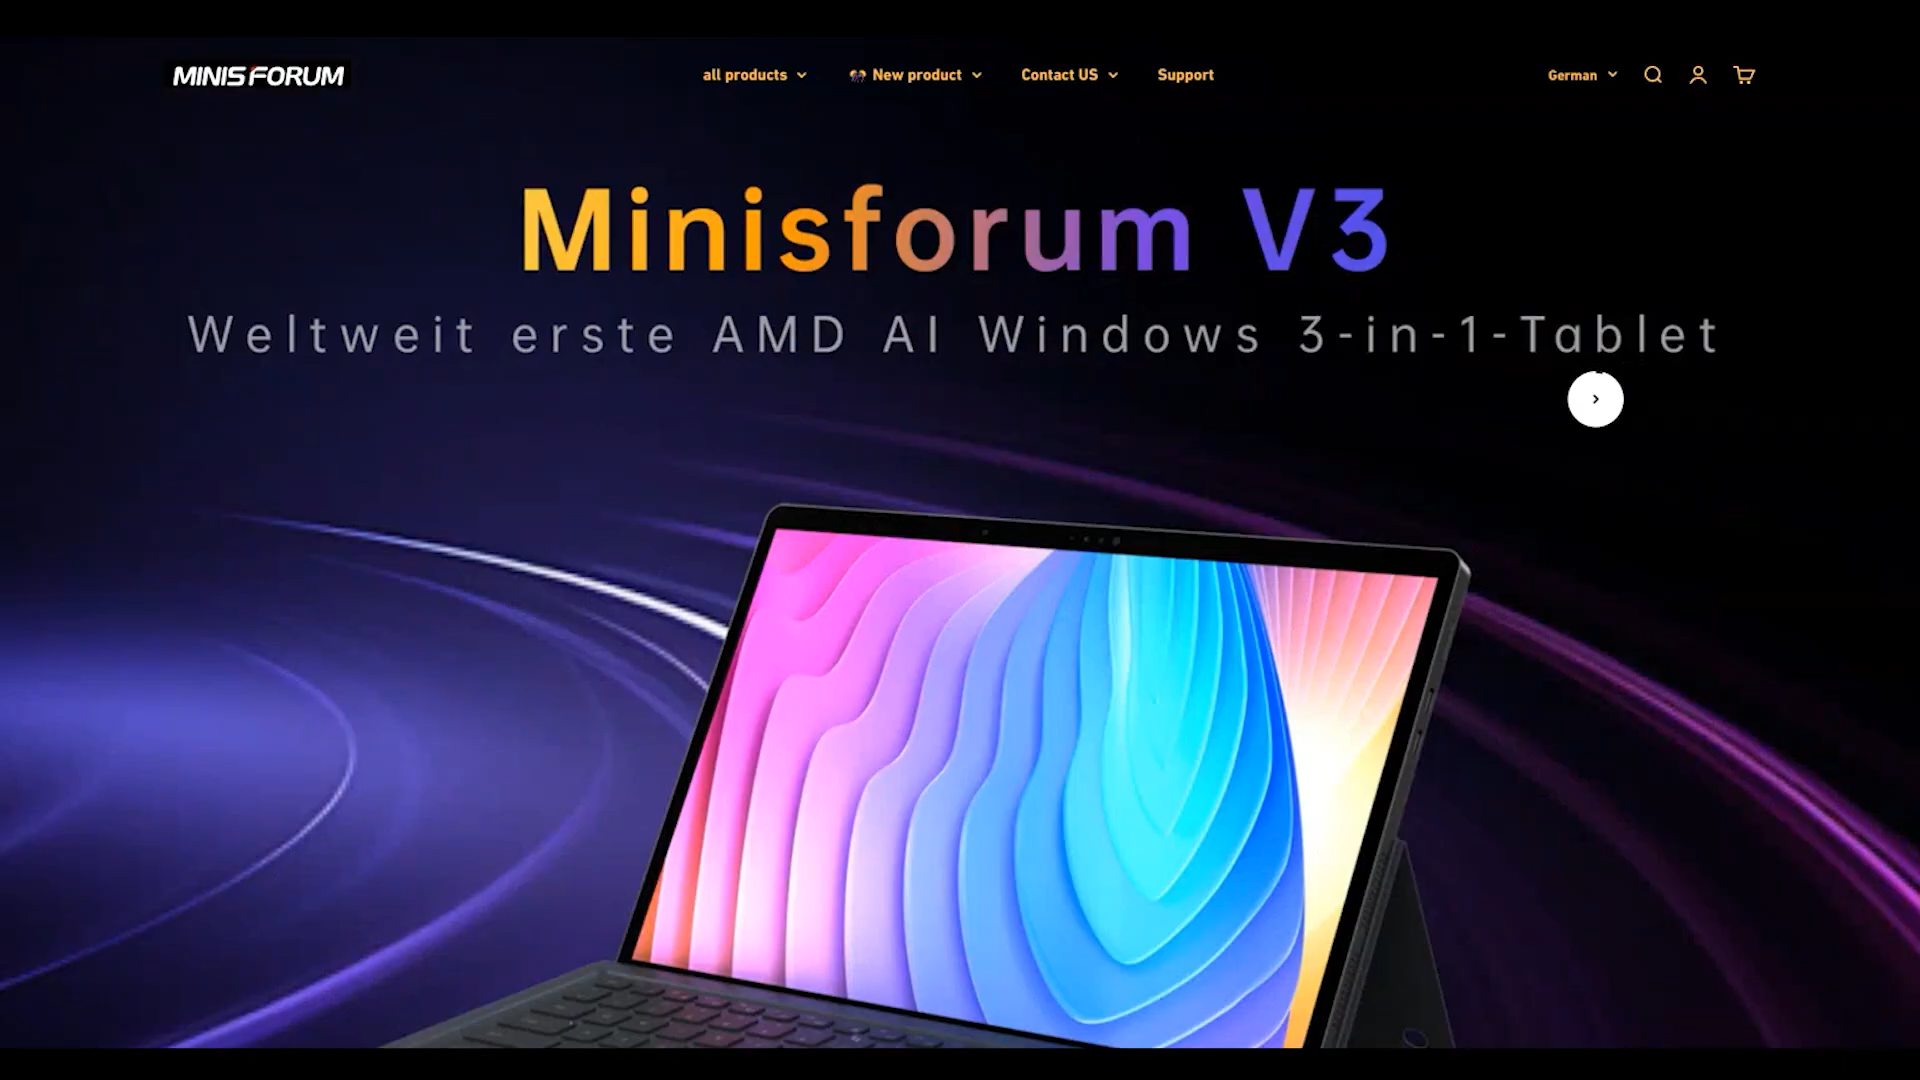 MINISFORUM
all products
New product
Contact US
Support
German
Minisforum V3
Weltweit erste AMD AI Windows 3-in-1-Tablet